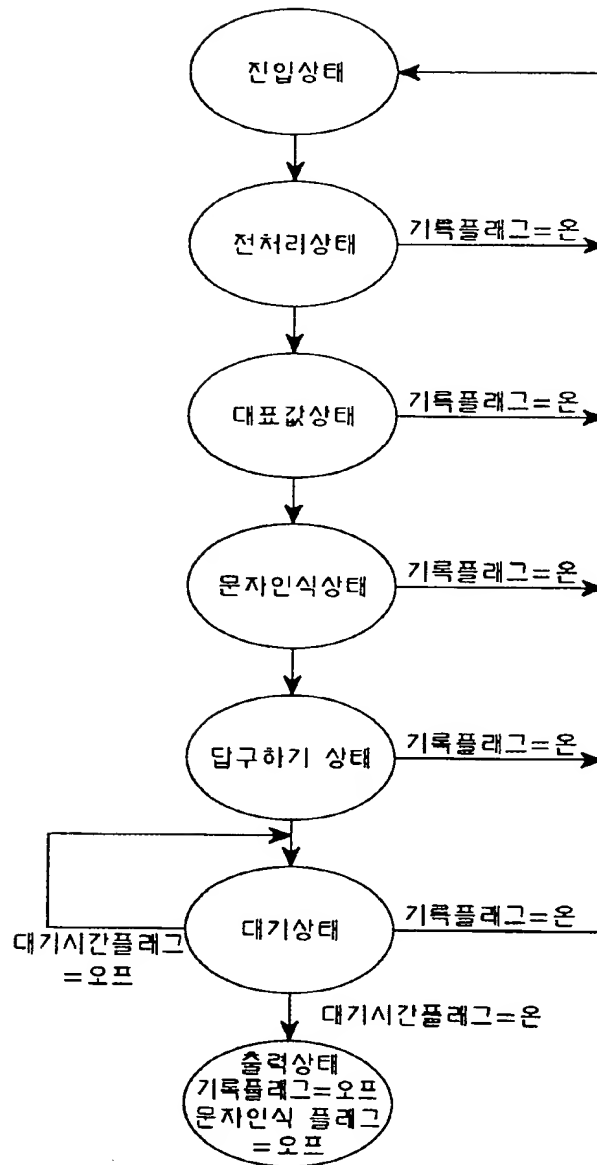 진입상태
전처리상태
기록플래그=온
대표값상태
기록플래그=온
문자인식상태
기록플래그=온
답구하기 상태
기록플래그=온
대기상태
기록플래그=온
대기시간플래그
=오프
대기시간플래그=온
출력상태
기록플래그=오프
문자인식 플래그
=오프